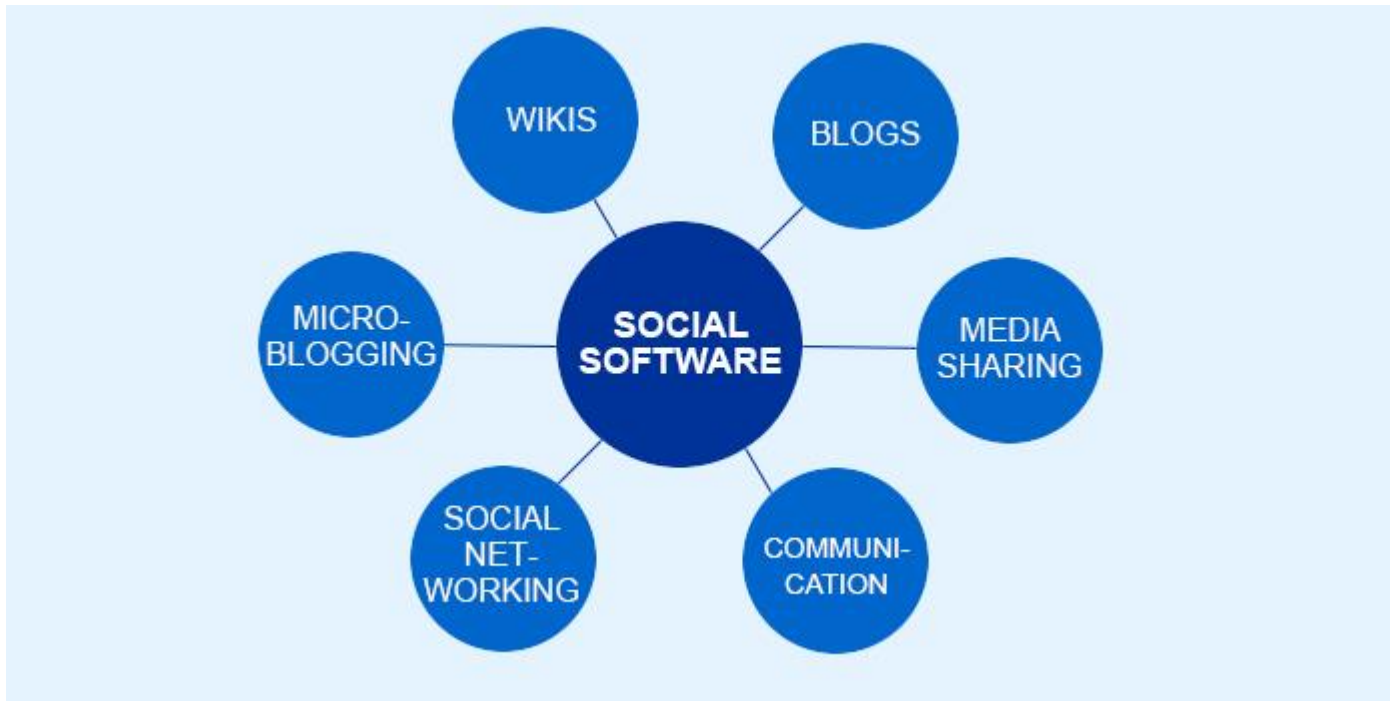 WIKIS
BLOGS
MICRO-
BLOGGING
SOCIAL
SOFTWARE
MEDIA
SHARING
SOCIAL
NET-
WORKING
COMMUNI-
CATION